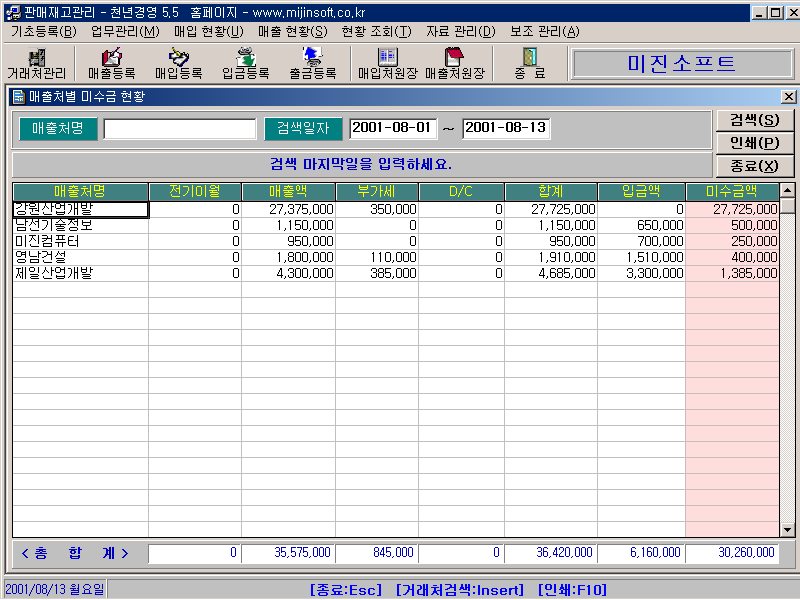 판매재고관리 - 천년경영 5,5 홈페이지 - www.mijinsoft.co.kr
기초등록(B) 업무관리(M) 매입 현황(U) 매출 현황(S) 현황 조회(T) 자료 관리(D) 보조 관리(A)
거래처관리 매출등록 매입등록 입금등록 출금등록 매입처원장 매출처원장 종 료 미진소프트
매출처별 미수금 현황
매출처명 검색일자 2001-08-01 ~ 2001-08-13 검색(S)
인쇄(P)
검색 마지막일을 입력하세요. 종료(X)
매출처명 전기이월 매출액 부가세 D/C 합계 입금액 미수금액
강원산업개발 0 27,375,000 350,000 0 27,725,000 0 27,725,000
남선기술정보 0 1,150,000 0 0 1,150,000 650,000 500,000
미진컴퓨터 0 950,000 0 0 950,000 700,000 250,000
영남건설 0 1,800,000 110,000 0 1,910,000 1,510,000 400,000
제일산업개발 0 4,300,000 385,000 0 4,685,000 3,300,000 1,385,000
< 총 합 계 > 0 35,575,000 845,000 0 36,420,000 6,160,000 30,260,000
2001/08/13 월요일 [종료:Esc] [거래처검색:Insert] [인쇄:F10]